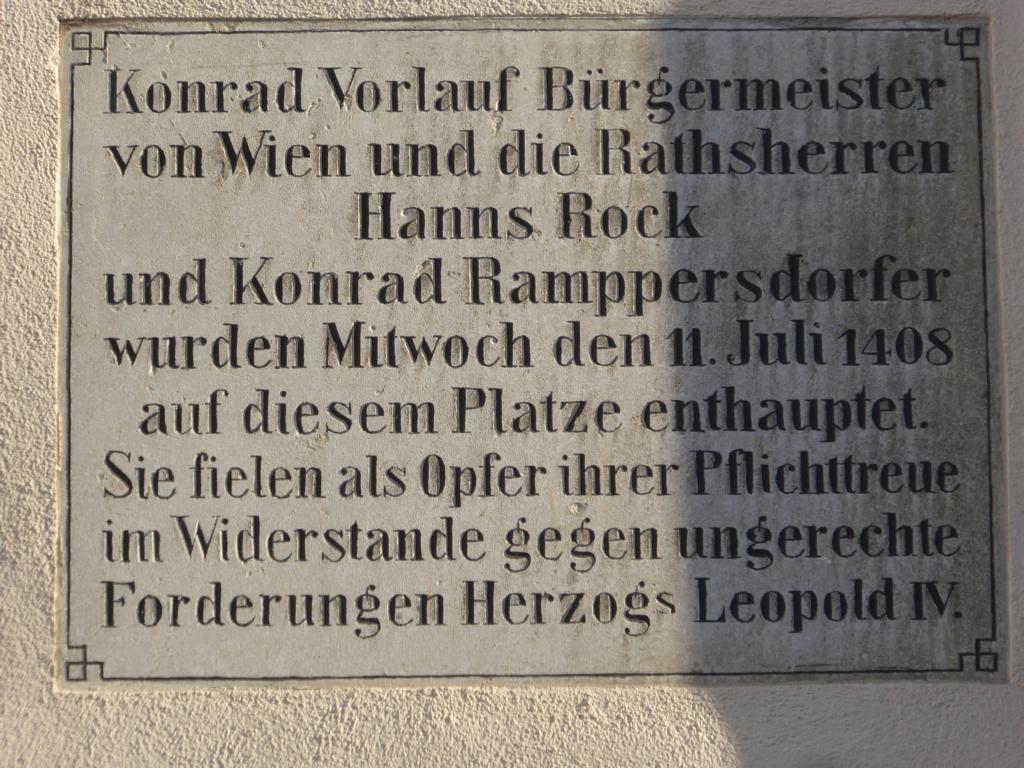 Konrad Vorlauf Bürgermeister
von Wien und die Rathsherren
Hanns Rock
und Konrad Ramppersdorfer
wurden Mitwoch den 11. Juli 1408
auf diesem Platze enthauptet.
Sie fielen als Opfer ihrer Pflichttreue
im Widerstande gegen ungerechte
Forderungen Herzogs Leopold IV.